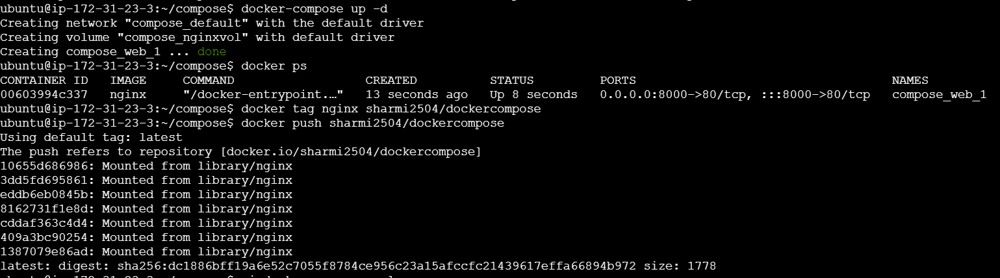 ubuntu@ip-172-31-23-3:~/compose$ docker-compose up -d
Creating network "compose_default" with the default driver
Creating volume "compose_nginxvol" with default driver
Creating compose_web_1 ... done
ubuntu@ip-172-31-23-3:~/compose$ docker ps
CONTAINER ID   IMAGE     COMMAND                  CREATED          STATUS         PORTS                                   NAMES
00603994c337   nginx     "/docker-entrypoint.…"   13 seconds ago   Up 8 seconds   0.0.0.0:8000->80/tcp, :::8000->80/tcp   compose_web_1
ubuntu@ip-172-31-23-3:~/compose$ docker tag nginx sharmi2504/dockercompose
ubuntu@ip-172-31-23-3:~/compose$ docker push sharmi2504/dockercompose
Using default tag: latest
The push refers to repository [docker.io/sharmi2504/dockercompose]
10655d686986: Mounted from library/nginx
3dd5fd695861: Mounted from library/nginx
eddb6eb0845b: Mounted from library/nginx
8162731f1e8d: Mounted from library/nginx
cddaf363c4d4: Mounted from library/nginx
409a3bc90254: Mounted from library/nginx
1387079e86ad: Mounted from library/nginx
latest: digest: sha256:dc1886bff19a6e52c7055f8784ce956c23a15afccfc21439617effa66894b972 size: 1778